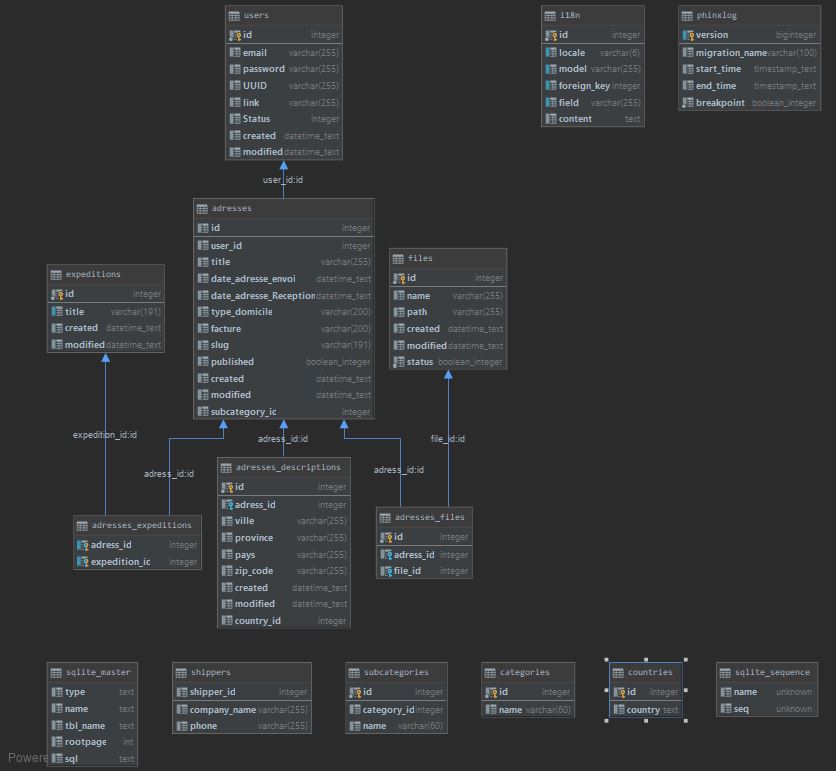 users
id integer
email varchar(255)
password varchar(255)
UUID varchar(255)
link varchar(255)
Status integer
created datetime_text
modified datetime_text
i18n
id integer
locale varchar(6)
model varchar(255)
foreign_key integer
field varchar(255)
content text
phinxlog
version biginteger
migration_name varchar(100)
start_time timestamp_text
end_time timestamp_text
breakpoint boolean_integer
user_id:id
adresses
id integer
user_id integer
title varchar(255)
date_adresse_envoi datetime_text
date_adresse_Reception datetime_text
type_domicile varchar(200)
facture varchar(200)
slug varchar(191)
published boolean_integer
created datetime_text
modified datetime_text
subcategory_id integer
expeditions
id integer
title varchar(191)
created datetime_text
modified datetime_text
files
id integer
name varchar(255)
path varchar(255)
created datetime_text
modified datetime_text
status boolean_integer
expedition_id:id
adress_id:id
adress_id:id
adress_id:id
file_id:id
adresses_expeditions
adress_id integer
expedition_id integer
adresses_descriptions
id integer
adress_id integer
ville varchar(255)
province varchar(255)
pays varchar(255)
zip_code varchar(255)
created datetime_text
modified datetime_text
country_id integer
adresses_files
id integer
adress_id integer
file_id integer
sqlite_master
type text
name text
tbl_name text
rootpage int
sql text
shippers
shipper_id integer
company_name varchar(255)
phone varchar(255)
subcategories
id integer
category_id integer
name varchar(60)
categories
id integer
name varchar(60)
countries
id integer
country text
sqlite_sequence
name unknown
seq unknown
Powere